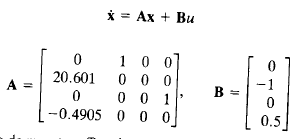 ẋ = Ax + Bu
A = [ 0 1 0 0
20.601 0 0 0
0 0 0 1
-0.4905 0 0 0 ], B = [ 0
-1
0
0.5 ]